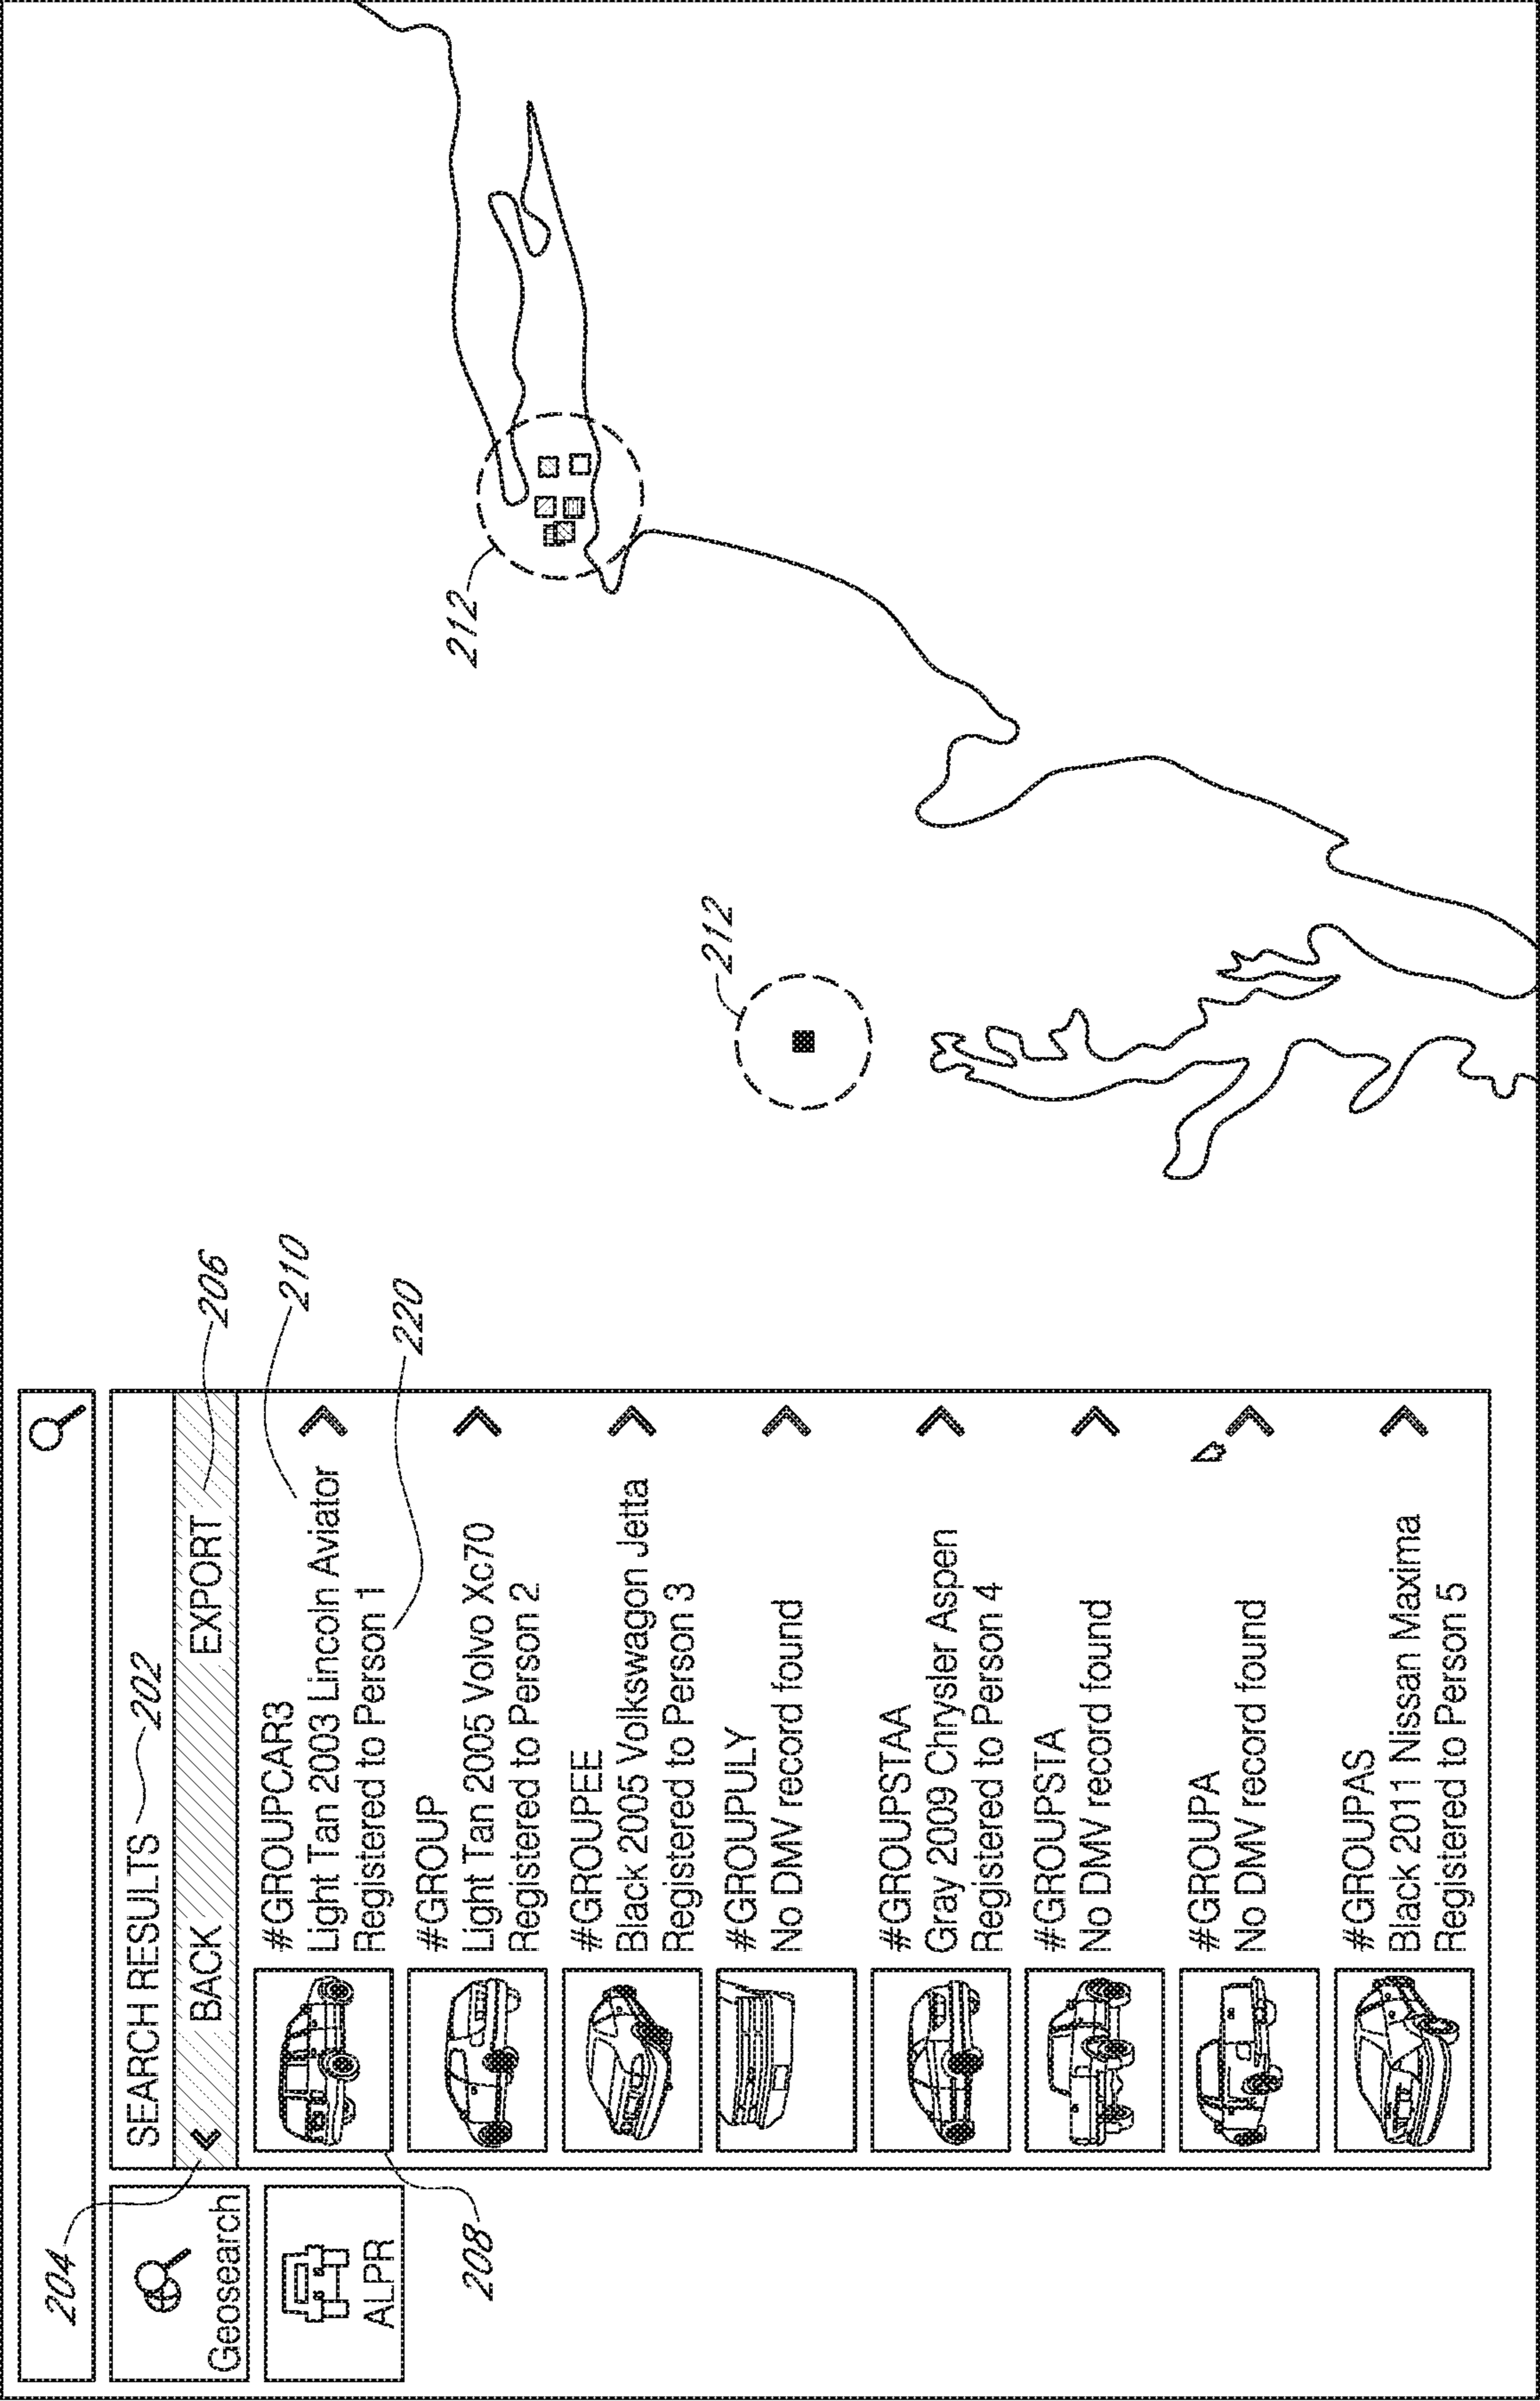 204
Geosearch
ALPR
SEARCH RESULTS 202
BACK
EXPORT
206
#GROUPCAR3
Light Tan 2003 Lincoln Aviator
Registered to Person 1
210
220
208
#GROUP
Light Tan 2005 Volvo Xc70
Registered to Person 2
#GROUPEE
Black 2005 Volkswagon Jetta
Registered to Person 3
#GROUPULY
No DMV record found
#GROUPSTAA
Gray 2009 Chrysler Aspen
Registered to Person 4
#GROUPSTA
No DMV record found
#GROUPA
No DMV record found
#GROUPAS
Black 2011 Nissan Maxima
Registered to Person 5
212
212